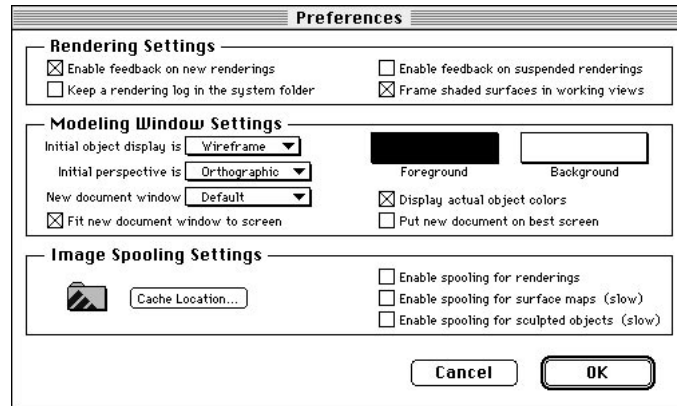 Preferences
Rendering Settings
Enable feedback on new renderings
Enable feedback on suspended renderings
Keep a rendering log in the system folder
Frame shaded surfaces in working views
Modeling Window Settings
Initial object display is Wireframe
Initial perspective is Orthographic
Foreground Background
New document window Default
Display actual object colors
Fit new document window to screen
Put new document on best screen
Image Spooling Settings
Enable spooling for renderings
Cache Location...
Enable spooling for surface maps (slow)
Enable spooling for sculpted objects (slow)
Cancel OK